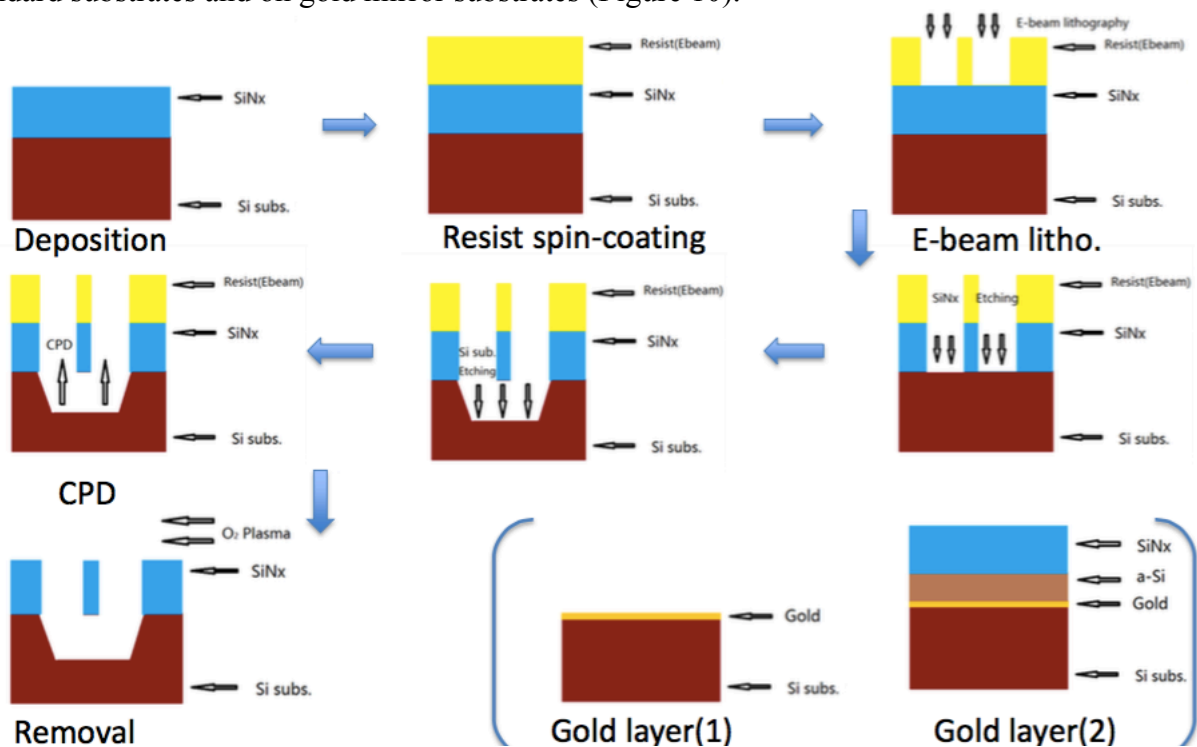 ndard substrates and on gold mirror substrates (Figure 10).
SiNx
Si subs.
Deposition
Resist(Ebeam)
SiNx
Si subs.
Resist spin-coating
E-beam lithography
Resist(Ebeam)
SiNx
Si subs.
E-beam litho.
Resist(Ebeam)
SiNx
CPD
Si subs.
CPD
Resist(Ebeam)
SiNx
Si sub.
Etching
Si subs.
Resist(Ebeam)
SiNx Etching
SiNx
Si subs.
O₂ Plasma
SiNx
Si subs.
Removal
Gold
Si subs.
Gold layer(1)
SiNx
a-Si
Gold
Si subs.
Gold layer(2)